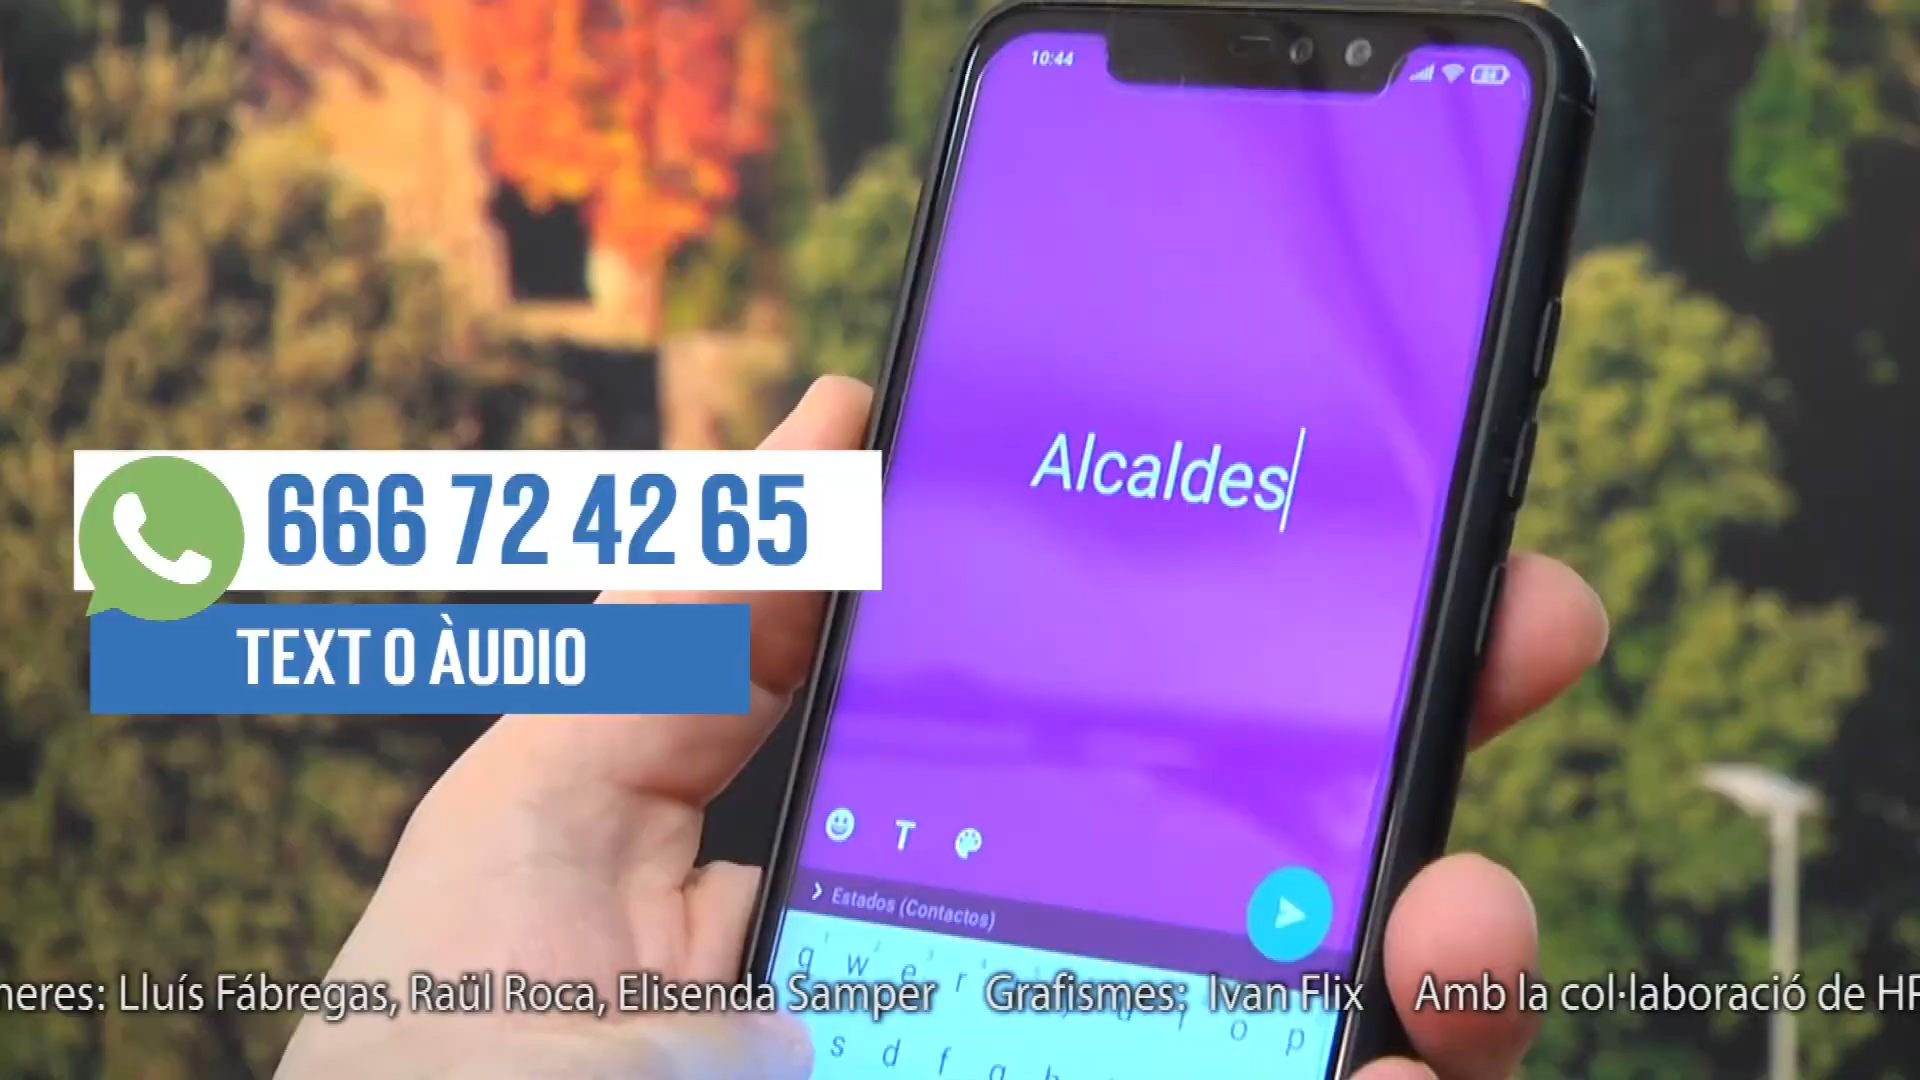 10:44
84
Alcaldes
666 72 42 65
TEXT O ÀUDIO
Estados (Contactos)
q w e r o p
neres: Lluís Fábregas, Raül Roca, Elisenda Samper Grafismes: Ivan Flix Amb la col·laboració de HP
s d f g h